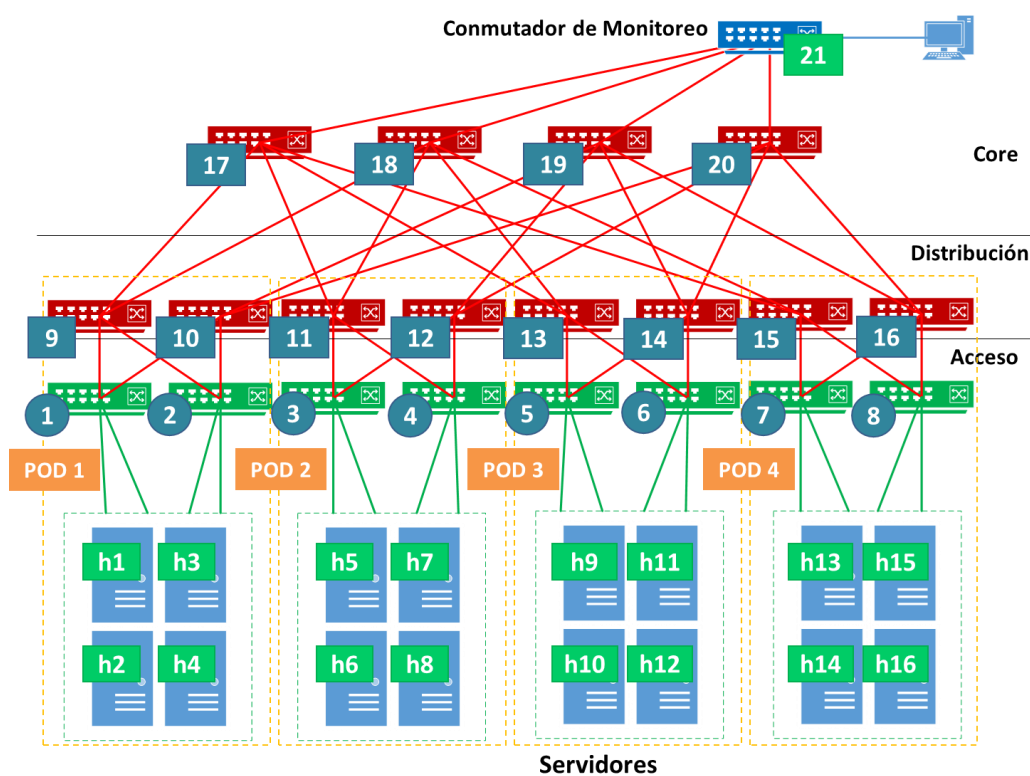 Conmutador de Monitoreo
21
17
18
19
20
Core
Distribución
9
10
11
12
13
14
15
16
Acceso
1
2
3
4
5
6
7
8
POD 1
POD 2
POD 3
POD 4
h1
h3
h5
h7
h9
h11
h13
h15
h2
h4
h6
h8
h10
h12
h14
h16
Servidores